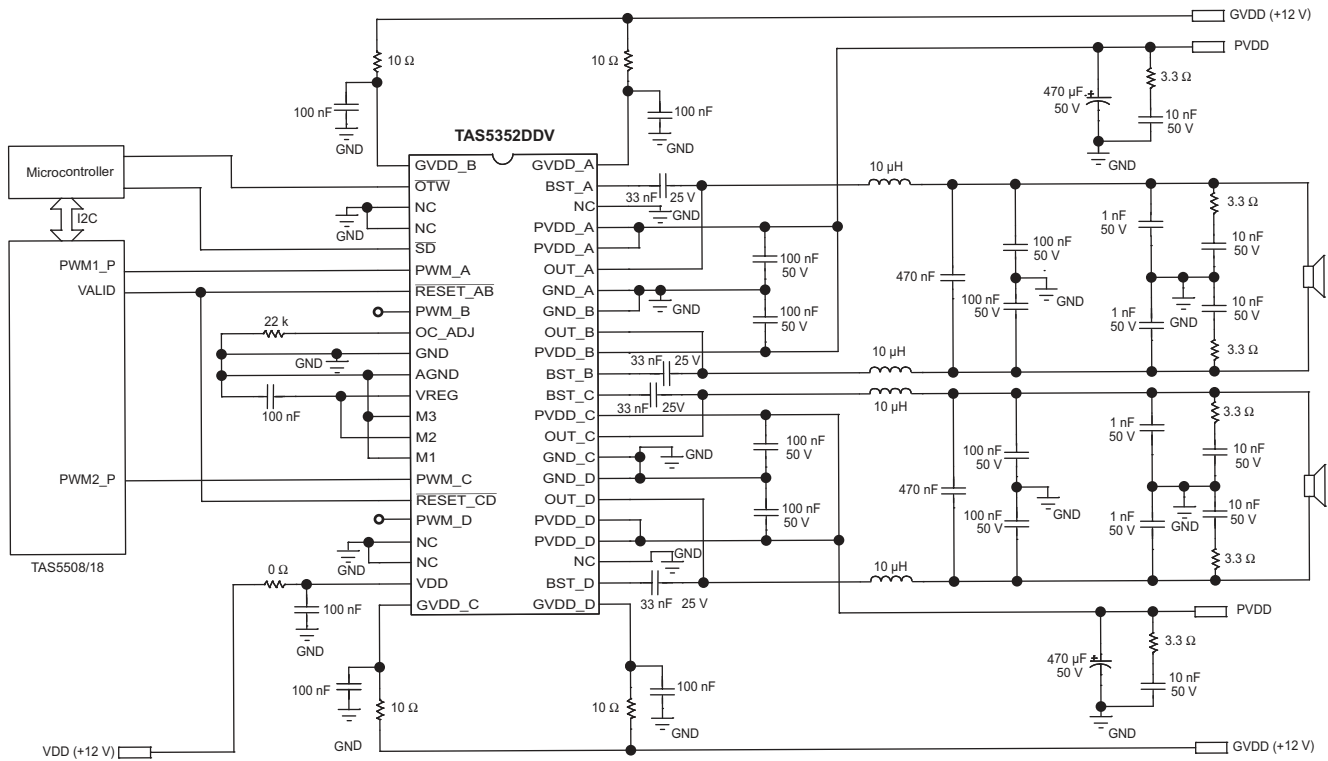 GVDD (+12 V)
PVDD
10 Ω
10 Ω
3.3 Ω
470 µF
50 V
10 nF
50 V
100 nF
100 nF
GND
GND
GND
TAS5352DDV
Microcontroller
I2C
PWM1_P
VALID
PWM2_P
TAS5508/18
GVDD_B
OTW
NC
NC
SD
PWM_A
RESET_AB
PWM_B
OC_ADJ
GND
AGND
VREG
M3
M2
M1
PWM_C
RESET_CD
PWM_D
NC
NC
VDD
GVDD_C
GVDD_A
BST_A
NC
PVDD_A
PVDD_A
OUT_A
GND_A
GND_B
OUT_B
PVDD_B
BST_B
BST_C
PVDD_C
OUT_C
GND_C
GND_D
OUT_D
PVDD_D
PVDD_D
NC
BST_D
GVDD_D
GND
22 k
GND
100 nF
GND
0 Ω
100 nF
GND
33 nF 25 V
GND
100 nF
50 V
GND
100 nF
50 V
33 nF 25 V
33 nF 25V
100 nF
50 V
GND
100 nF
50 V
GND
33 nF 25 V
10 µH
10 µH
10 µH
10 µH
470 nF
100 nF
50 V
GND
100 nF
50 V
1 nF
50 V
3.3 Ω
10 nF
50 V
GND
1 nF
50 V
10 nF
50 V
3.3 Ω
470 nF
100 nF
50 V
GND
100 nF
50 V
1 nF
50 V
3.3 Ω
10 nF
50 V
GND
1 nF
50 V
10 nF
50 V
3.3 Ω
PVDD
3.3 Ω
470 µF
50 V
10 nF
50 V
GND
100 nF
10 Ω
GND
10 Ω
100 nF
GND
VDD (+12 V)
GVDD (+12 V)